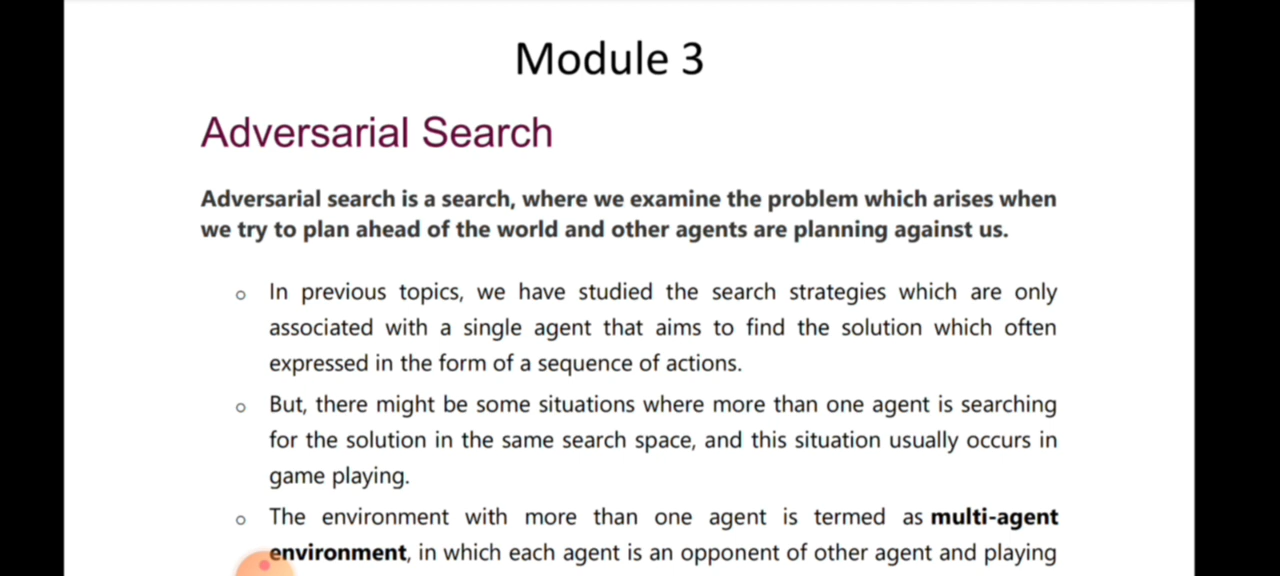 Module 3
Adversarial Search
Adversarial search is a search, where we examine the problem which arises when
we try to plan ahead of the world and other agents are planning against us.
o In previous topics, we have studied the search strategies which are only
associated with a single agent that aims to find the solution which often
expressed in the form of a sequence of actions.
o But, there might be some situations where more than one agent is searching
for the solution in the same search space, and this situation usually occurs in
game playing.
o The environment with more than one agent is termed as multi-agent
environment, in which each agent is an opponent of other agent and playing